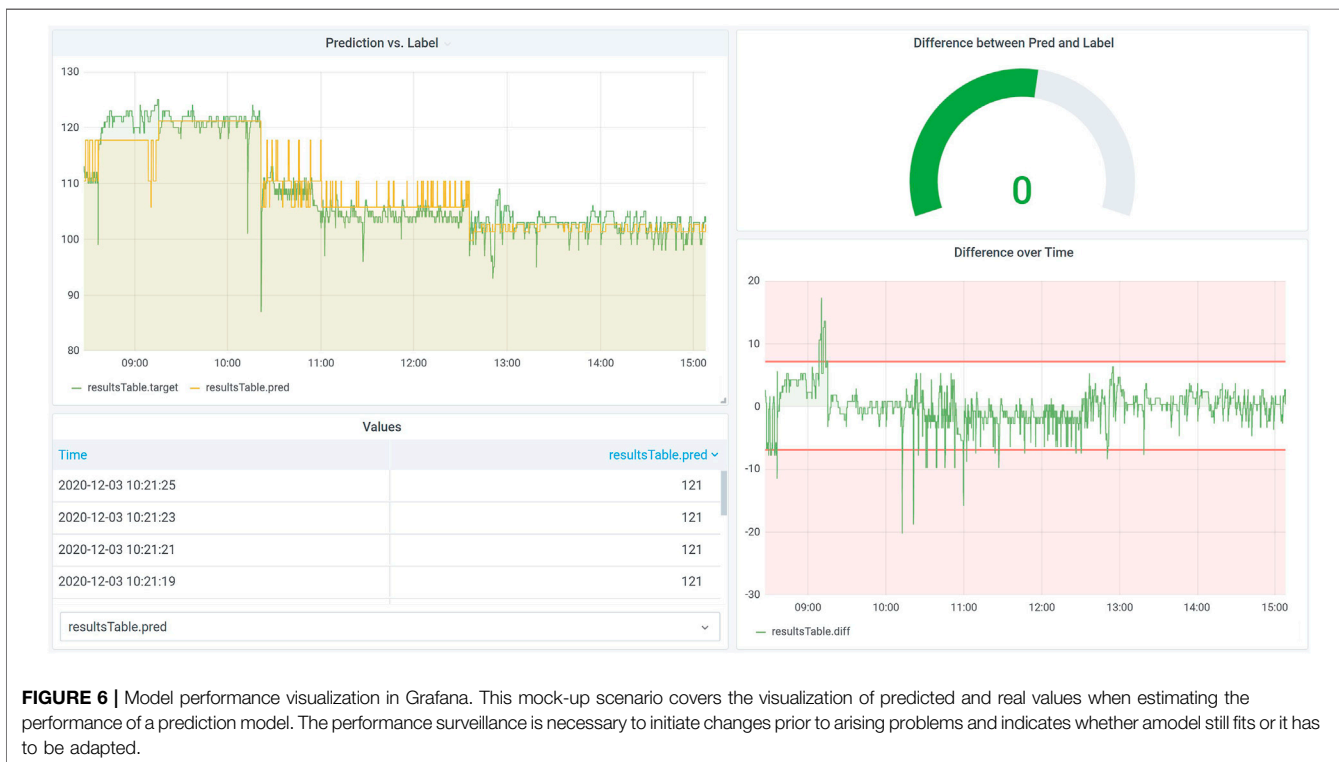 Prediction vs. Label
130
120
110
100
90
80
09:00 10:00 11:00 12:00 13:00 14:00 15:00
resultsTable.target resultsTable.pred
Difference between Pred and Label
0
Values
Time resultsTable.pred
2020-12-03 10:21:25 121
2020-12-03 10:21:23 121
2020-12-03 10:21:21 121
2020-12-03 10:21:19 121
resultsTable.pred
Difference over Time
20
10
0
-10
-20
-30
09:00 10:00 11:00 12:00 13:00 14:00 15:00
resultsTable.diff
FIGURE 6 | Model performance visualization in Grafana. This mock-up scenario covers the visualization of predicted and real values when estimating the
performance of a prediction model. The performance surveillance is necessary to initiate changes prior to arising problems and indicates whether amodel still fits or it has
to be adapted.